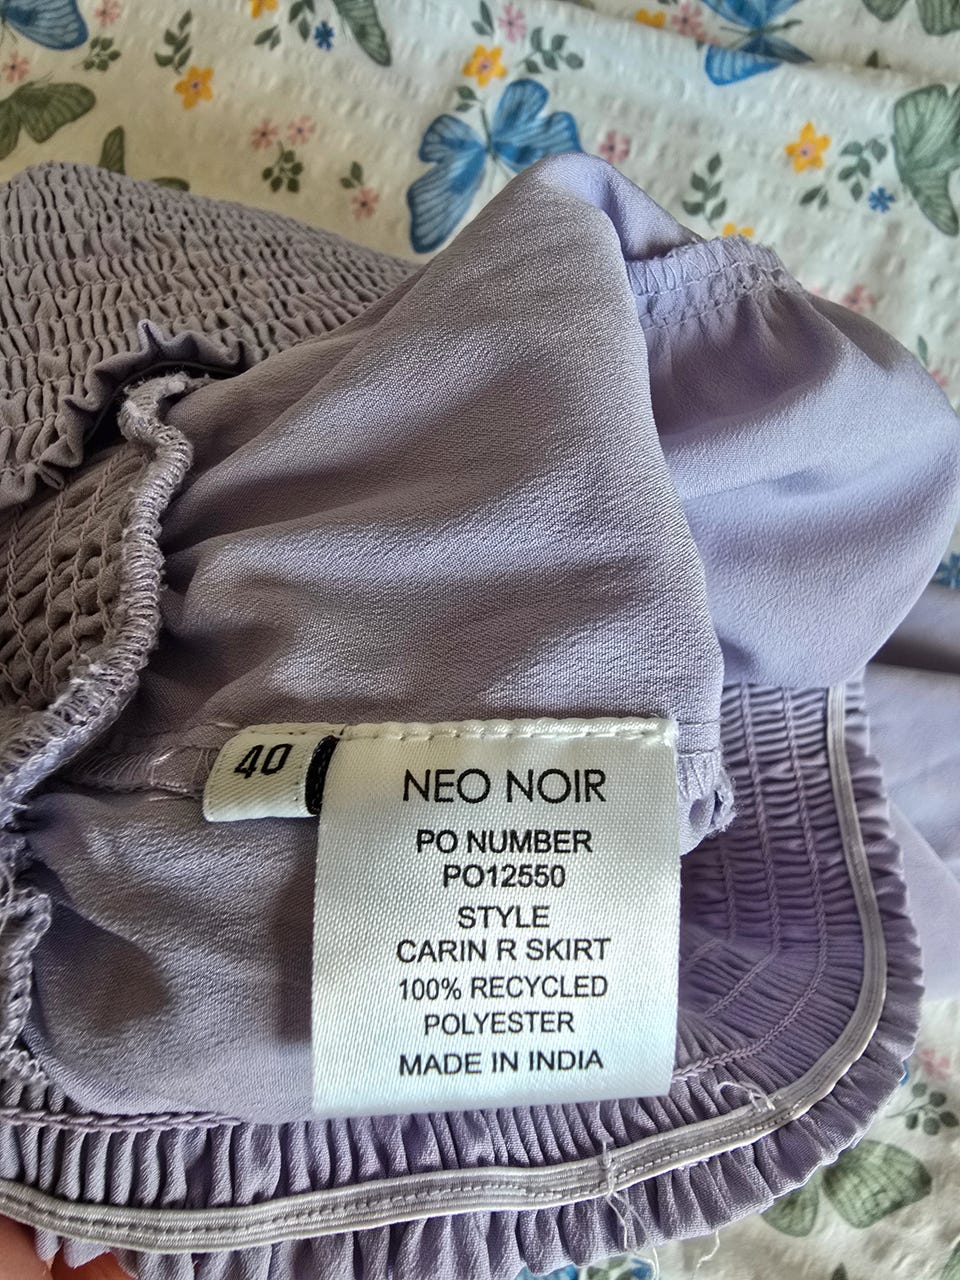 40
NEO NOIR
PO NUMBER
PO12550
STYLE
CARIN R SKIRT
100% RECYCLED
POLYESTER
MADE IN INDIA